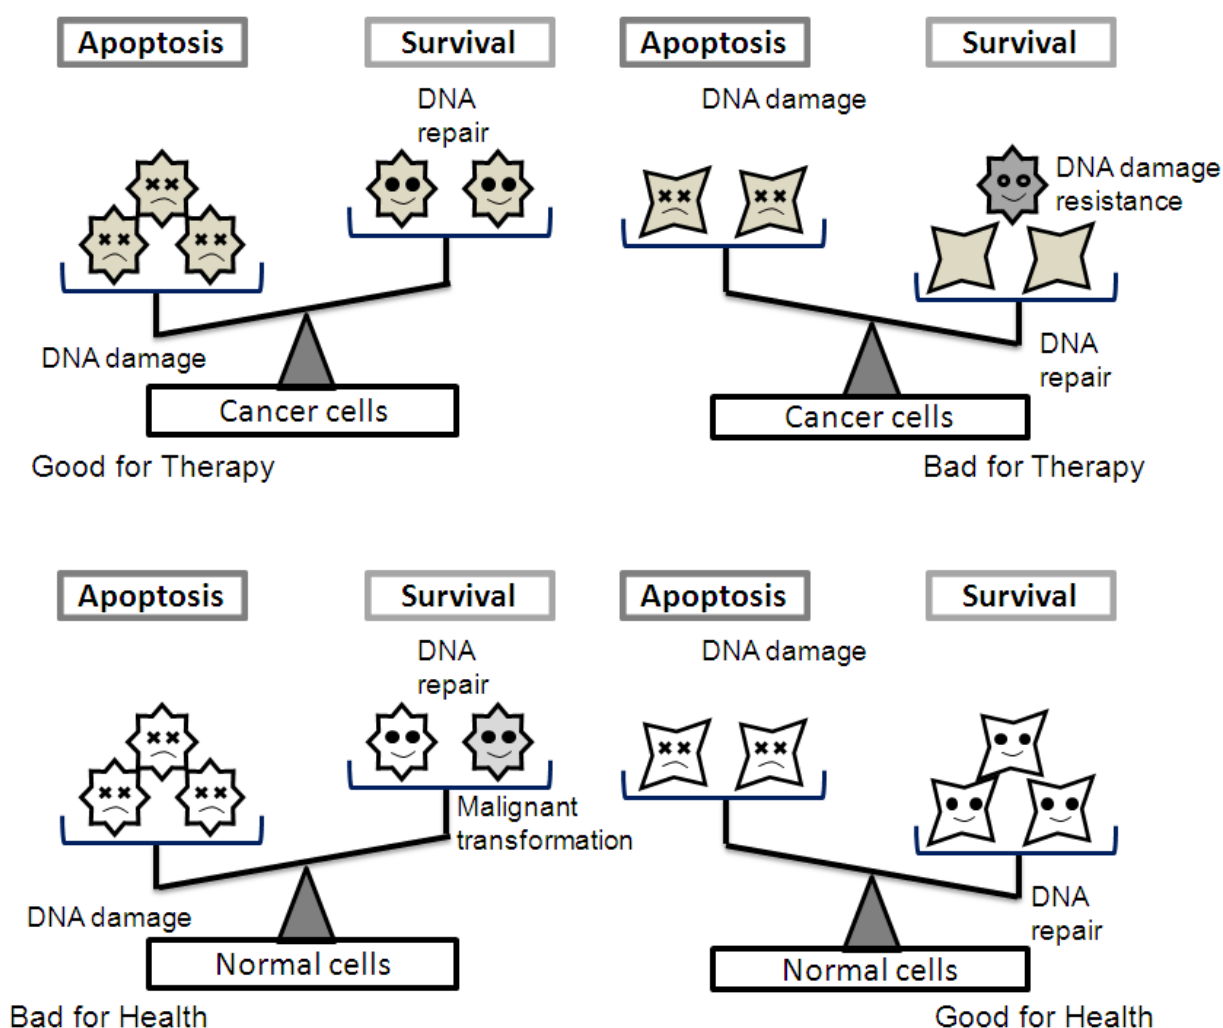 Apoptosis
Survival
DNA
repair
DNA damage
Cancer cells
Good for Therapy
Apoptosis
Survival
DNA damage
DNA damage
resistance
DNA
repair
Cancer cells
Bad for Therapy
Apoptosis
Survival
DNA
repair
Malignant
transformation
DNA damage
Normal cells
Bad for Health
Apoptosis
Survival
DNA damage
DNA
repair
Normal cells
Good for Health